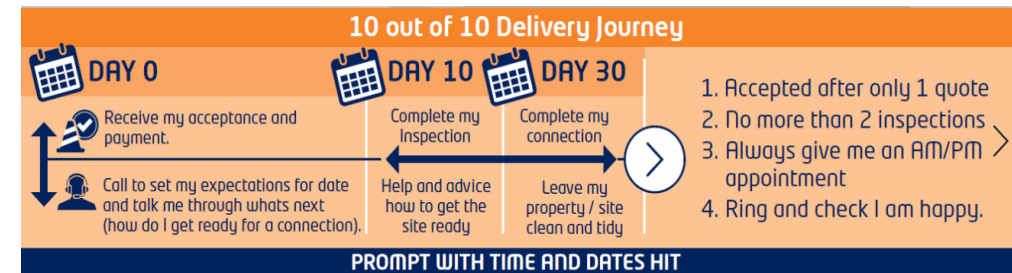 10 out of 10 Delivery Journey
DAY 0
Receive my acceptance and
payment.
Call to set my expectations for date
and talk me through whats next
(how do I get ready for a connection).
DAY 10
Complete my
Inspection
Help and advice
how to get the
site ready
DAY 30
Complete my
connection
Leave my
property / site
clean and tidy
1. Accepted after only 1 quote
2. No more than 2 inspections
3. Always give me an AM/PM
appointment
4. Ring and check I am happy.
PROMPT WITH TIME AND DATES HIT